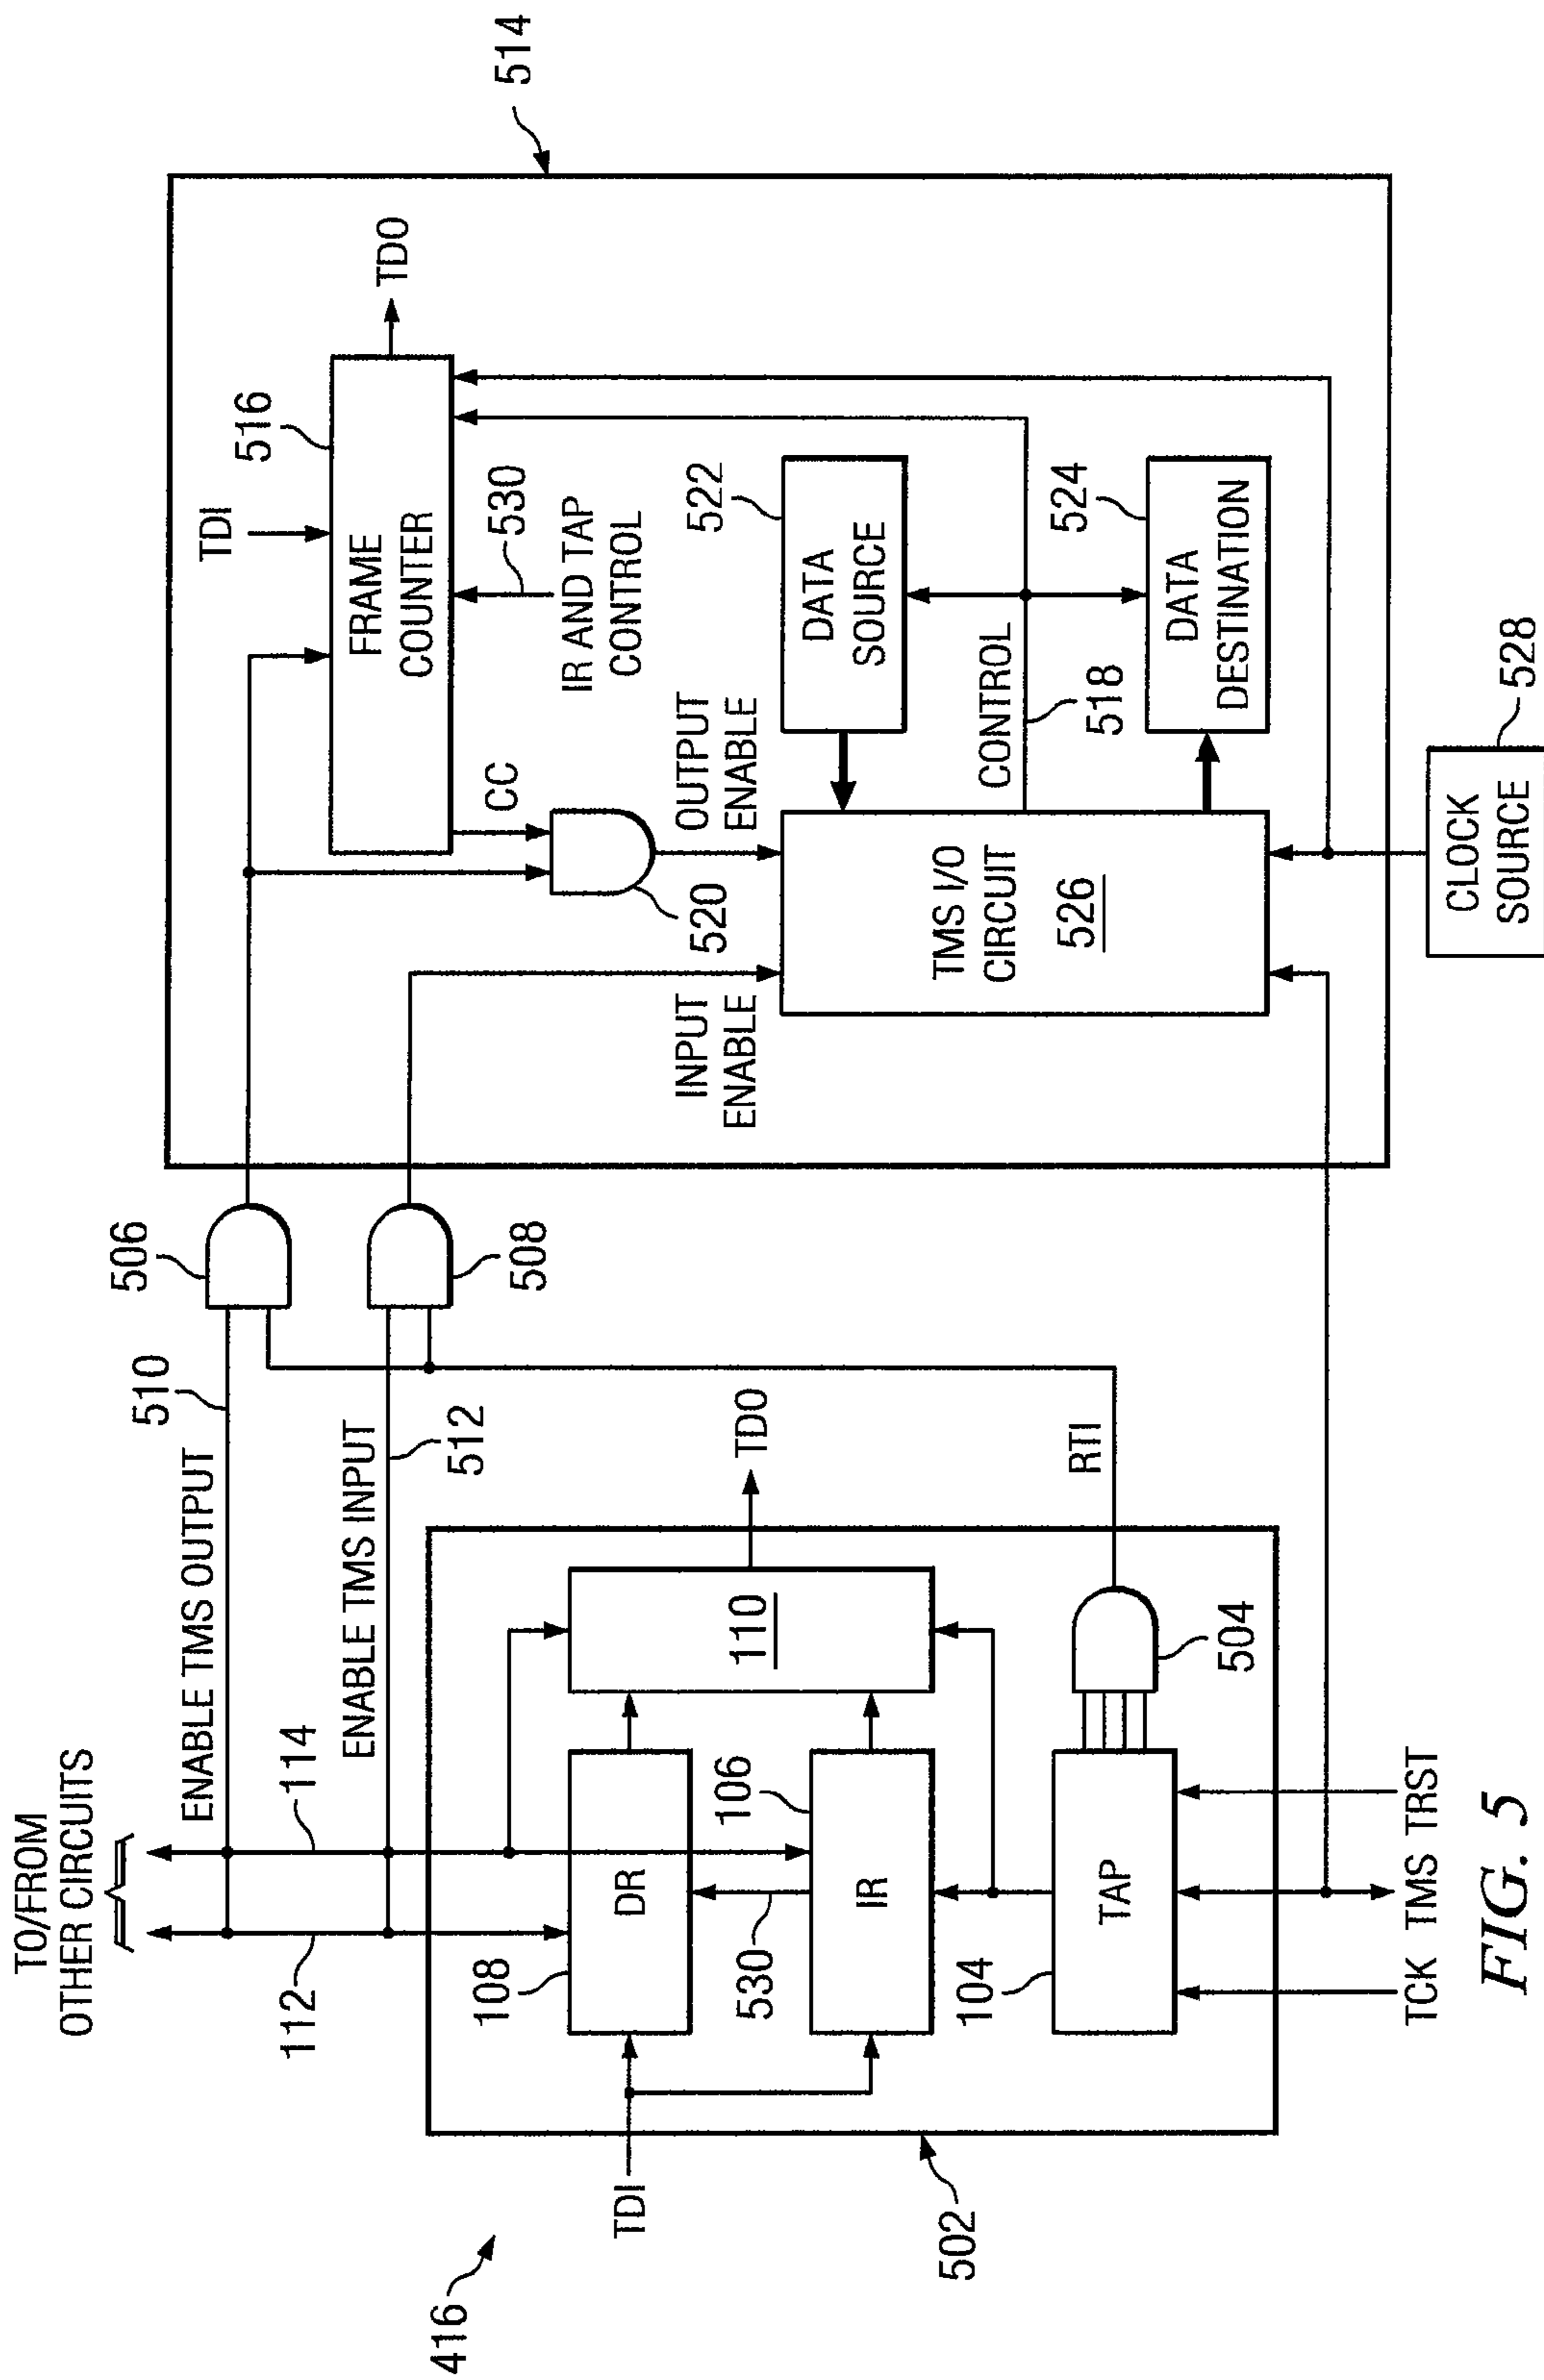 TO/FROM
OTHER CIRCUITS
112
114
ENABLE TMS OUTPUT
510
506
ENABLE TMS INPUT
512
508
416
502
TDI
108
DR
530
106
IR
104
TAP
110
TDO
504
RTI
TCK TMS TRST
514
TDI
516
FRAME
COUNTER
TDO
CC
530
IR AND TAP
CONTROL
520
INPUT
ENABLE
OUTPUT
ENABLE
522
DATA
SOURCE
TMS I/O
CIRCUIT
526
CONTROL
518
524
DATA
DESTINATION
CLOCK
SOURCE
528
FIG. 5